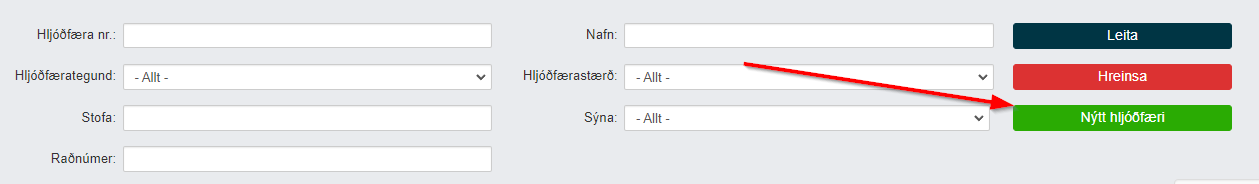 Hljóðfæra nr.: Nafn: Leita
Hljóðfærategund: - Allt - Hljóðfærastærð: - Allt - Hreinsa
Stofa: Sýna: - Allt - Nýtt hljóðfæri
Raðnúmer: